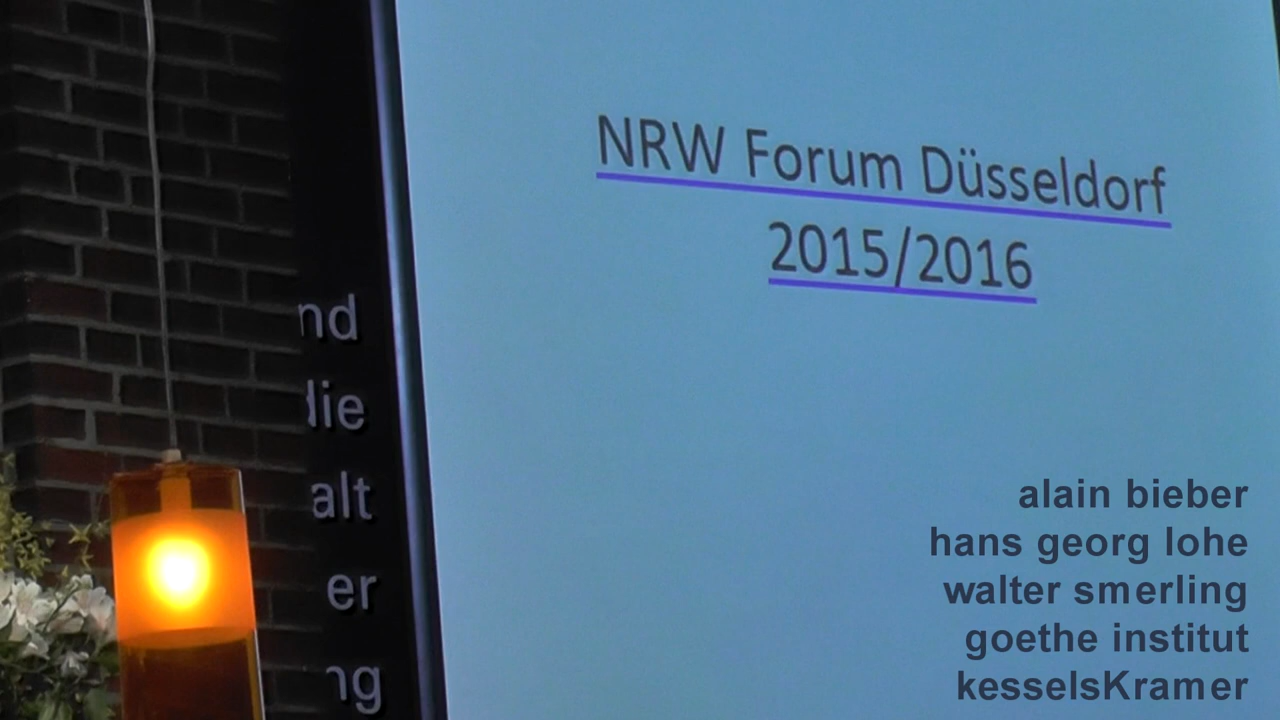 NRW Forum Düsseldorf
2015/2016
nd
die
alt
er
ng
alain bieber
hans georg lohe
walter smerling
goethe institut
kesselsKramer